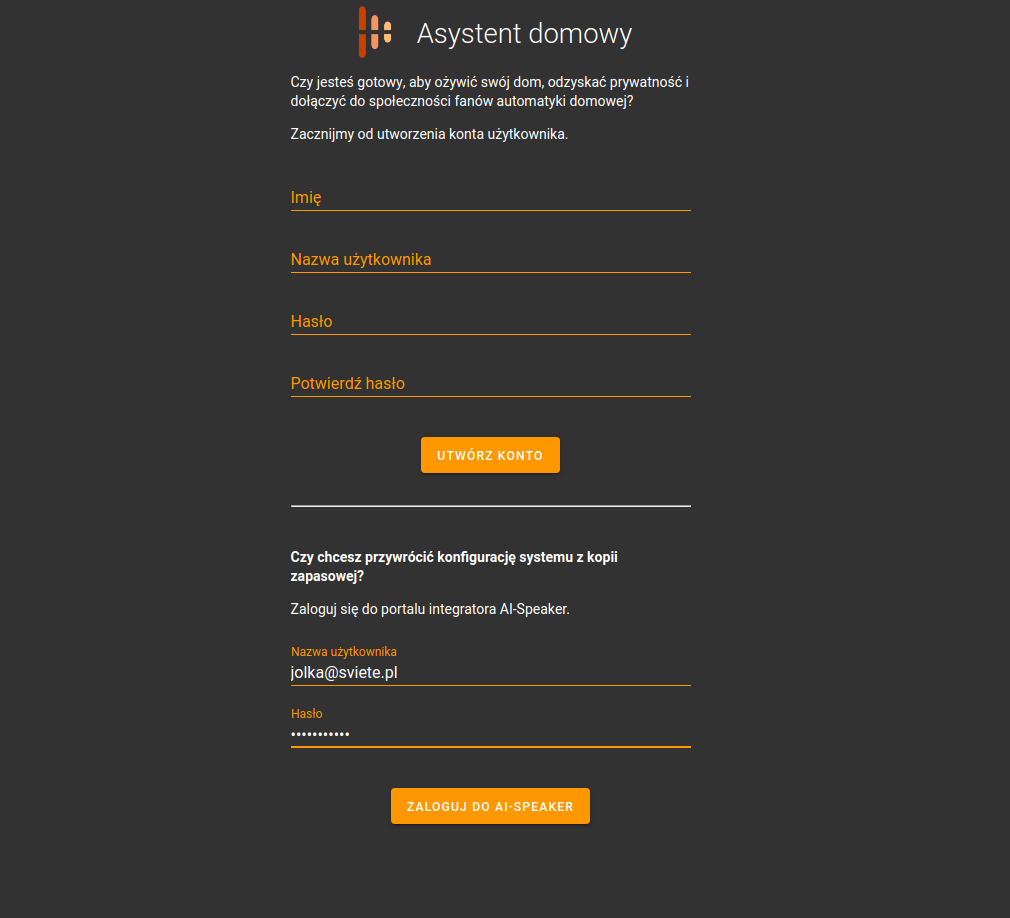 Asystent domowy
Czy jesteś gotowy, aby ożywić swój dom, odzyskać prywatność i
dołączyć do społeczności fanów automatyki domowej?
Zacznijmy od utworzenia konta użytkownika.
Imię
Nazwa użytkownika
Hasło
Potwierdź hasło
UTWÓRZ KONTO
Czy chcesz przywrócić konfigurację systemu z kopii
zapasowej?
Zaloguj się do portalu integratora AI-Speaker.
Nazwa użytkownika
jolka@sviete.pl
Hasło
•••••••••••
ZALOGUJ DO AI-SPEAKER